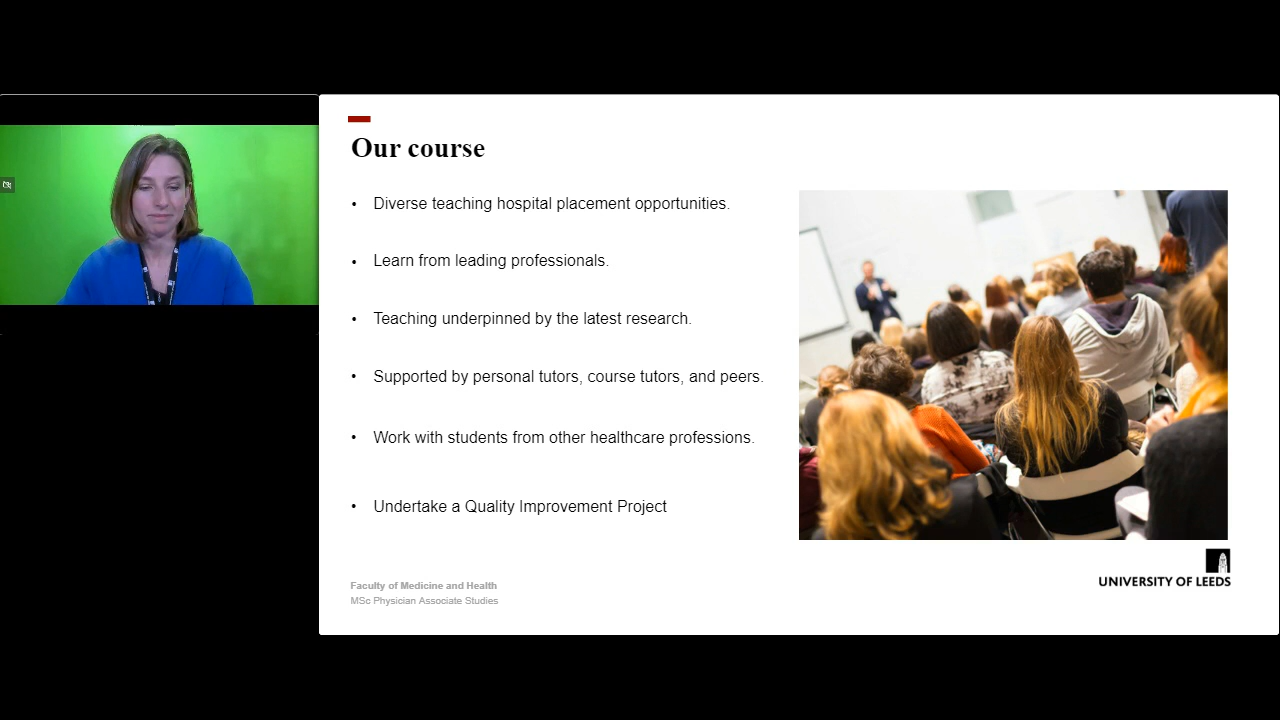 Our course
• Diverse teaching hospital placement opportunities.
• Learn from leading professionals.
• Teaching underpinned by the latest research.
• Supported by personal tutors, course tutors, and peers.
• Work with students from other healthcare professions.
• Undertake a Quality Improvement Project
Faculty of Medicine and Health
MSc Physician Associate Studies
UNIVERSITY OF LEEDS